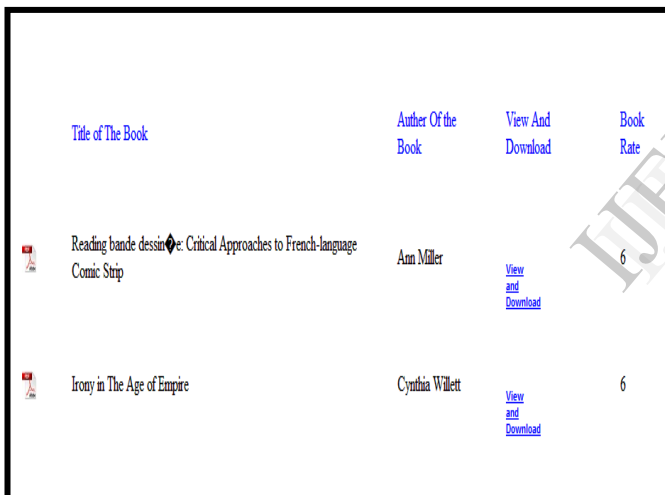 Title of The Book
Auther Of the
Book
View And
Download
Book
Rate
Reading bande dessin�e: Critical Approaches to French-language
Comic Strip
Ann Miller
View
and
Download
6
Irony in The Age of Empire
Cynthia Willett
View
and
Download
6